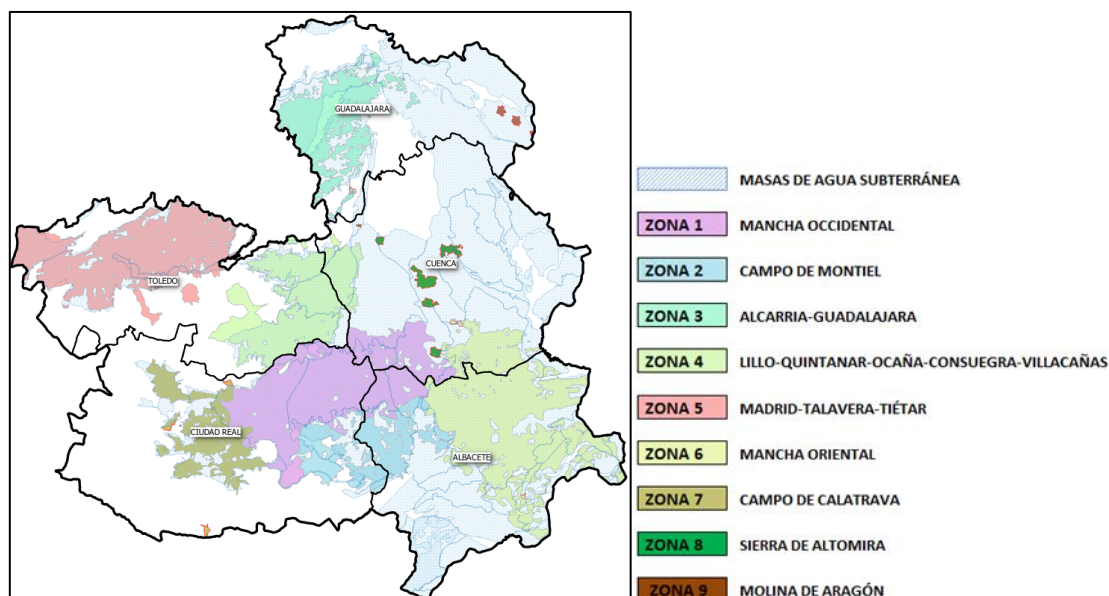 GUADALAJARA
TOLEDO
CUENCA
CIUDAD REAL
ALBACETE
MASAS DE AGUA SUBTERRÁNEA
ZONA 1 MANCHA OCCIDENTAL
ZONA 2 CAMPO DE MONTIEL
ZONA 3 ALCARRIA-GUADALAJARA
ZONA 4 LILLO-QUINTANAR-OCAÑA-CONSUEGRA-VILLACAÑAS
ZONA 5 MADRID-TALAVERA-TIÉTAR
ZONA 6 MANCHA ORIENTAL
ZONA 7 CAMPO DE CALATRAVA
ZONA 8 SIERRA DE ALTOMIRA
ZONA 9 MOLINA DE ARAGÓN